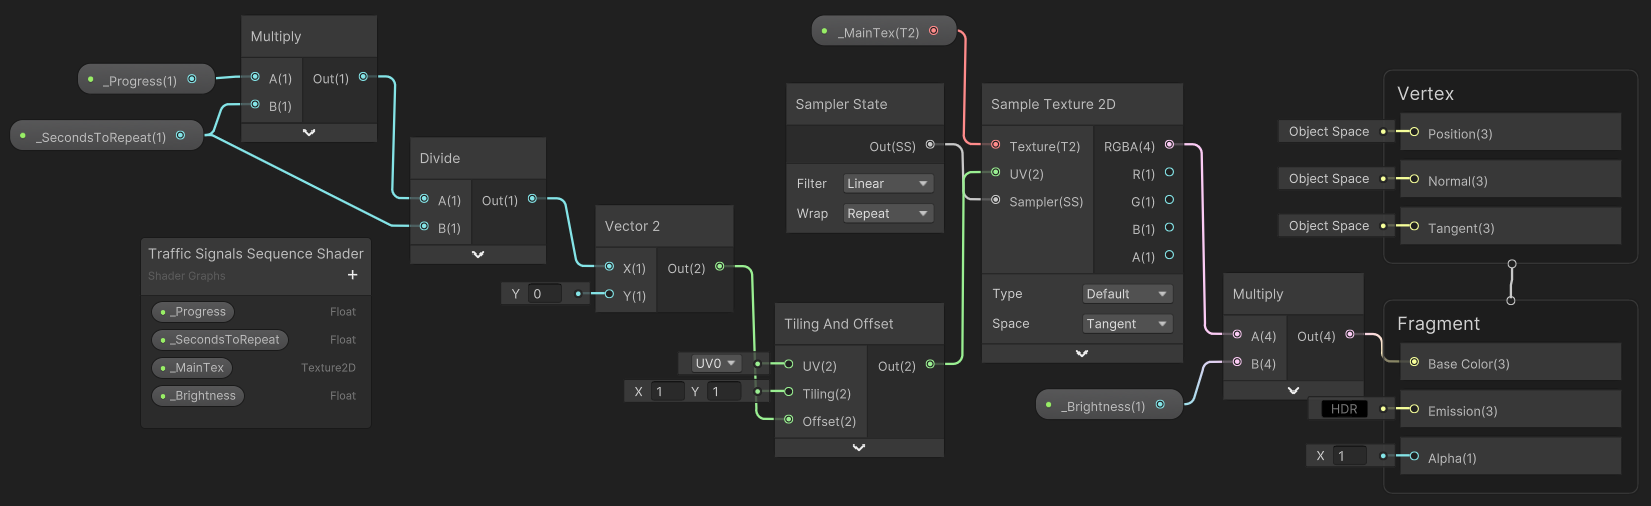 Multiply
_Progress(1)
A(1) Out(1)
B(1)
_SecondsToRepeat(1)
Divide
A(1) Out(1)
B(1)
Vector 2
X(1) Out(2)
Y 0 Y(1)
Traffic Signals Sequence Shader
Shader Graphs
+
_Progress Float
_SecondsToRepeat Float
_MainTex Texture2D
_Brightness Float
Tiling And Offset
UV0 UV(2) Out(2)
X 1 Y 1 Tiling(2)
Offset(2)
_MainTex(T2)
Sampler State
Out(SS)
Filter Linear
Wrap Repeat
Sample Texture 2D
Texture(T2) RGBA(4)
UV(2) R(1)
Sampler(SS) G(1)
B(1)
A(1)
Type Default
Space Tangent
Multiply
A(4) Out(4)
B(4)
_Brightness(1)
Vertex
Object Space Position(3)
Object Space Normal(3)
Object Space Tangent(3)
Fragment
Base Color(3)
HDR Emission(3)
X 1 Alpha(1)